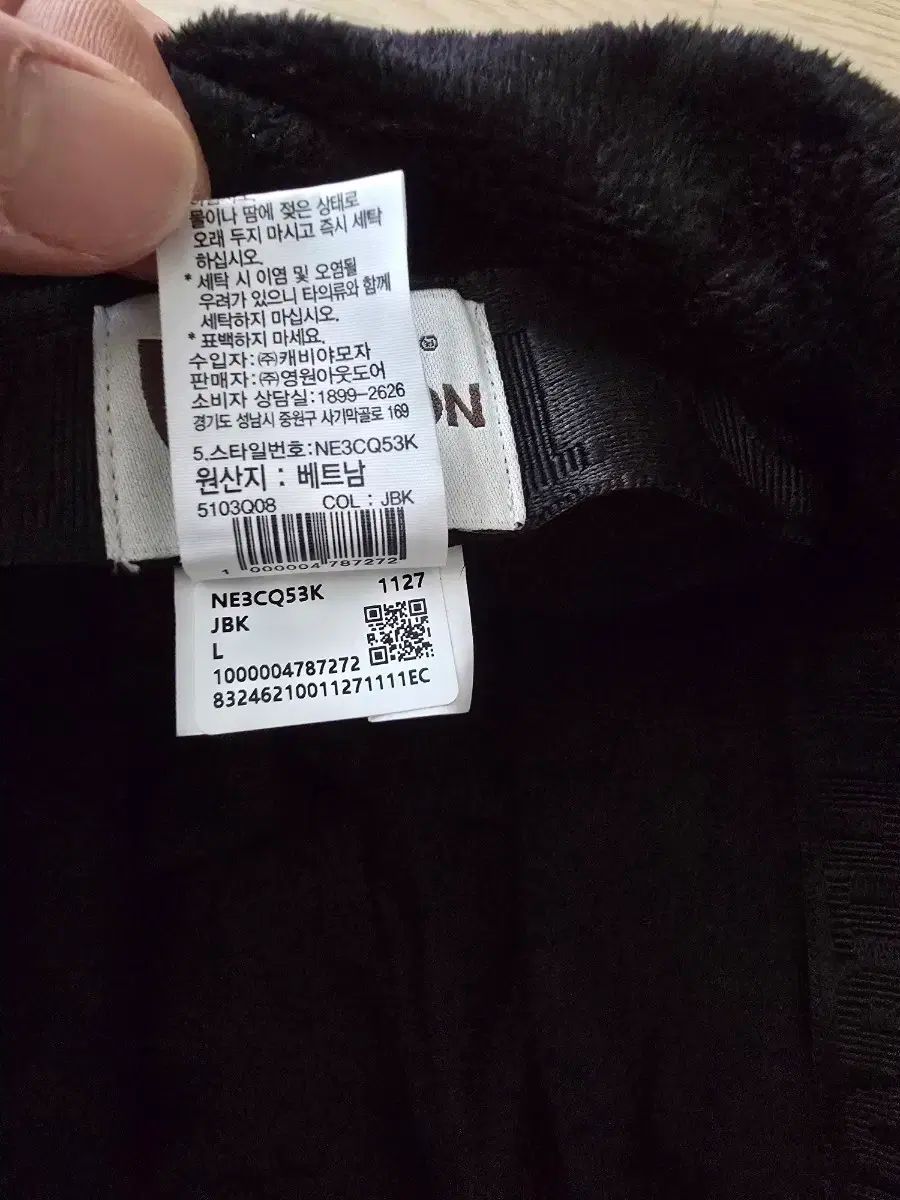 물이나 땀에 젖은 상태로
오래 두지 마시고 즉시 세탁
하십시오.
* 세탁 시 이염 및 오염될
우려가 있으니 타의류와 함께
세탁하지 마십시오.
* 표백하지 마세요.
수입자:㈜캐비야모자
판매자:㈜영원아웃도어
소비자 상담실:1899-2626
경기도 성남시 중원구 사기막골로 169
5.스타일번호:NE3CQ53K
원산지 : 베트남
5103Q08 COL : JBK
1 000004 787272
NE3CQ53K 1127
JBK
L
1000004787272
83246210011271111EC
ON
L